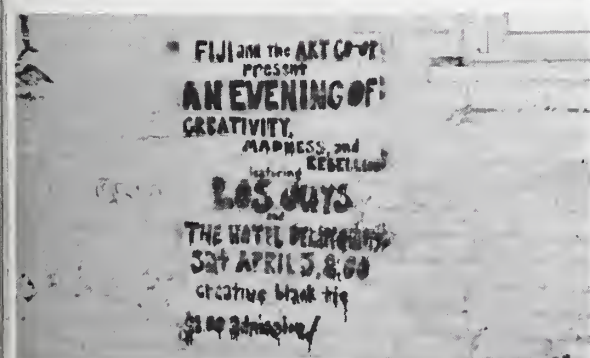 FIJI and the ART CO-OP
present
AN EVENING OF:
CREATIVITY,
MADNESS, and
REBELLION
featuring
LOS GUYS
and
THE HOTEL
SAT APRIL 5, 8:00
creative black tie
$1.00 Admission!